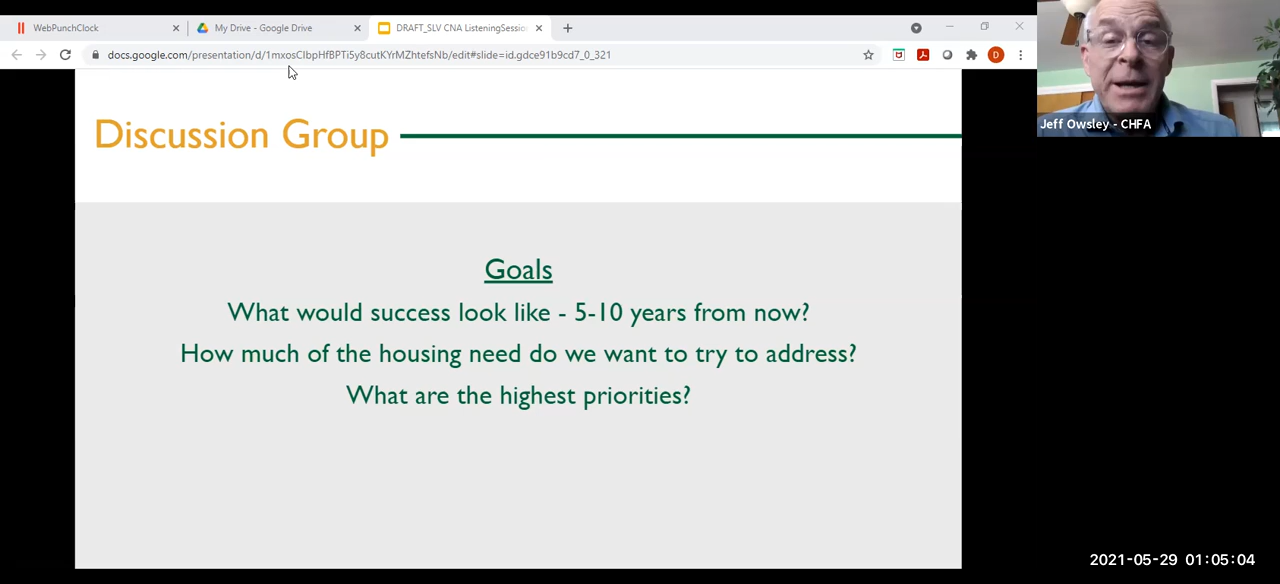 WebPunchClock
My Drive - Google Drive
DRAFT_SLV CNA ListeningSessio
docs.google.com/presentation/d/1mxosCIbpHfBPTi5y8cutKYrMZhtefsNb/edit#slide=id.gdce91b9cd7_0_321
D
Jeff Owsley - CHFA
Discussion Group
Goals
What would success look like - 5-10 years from now?
How much of the housing need do we want to try to address?
What are the highest priorities?
2021-05-29 01:05:04